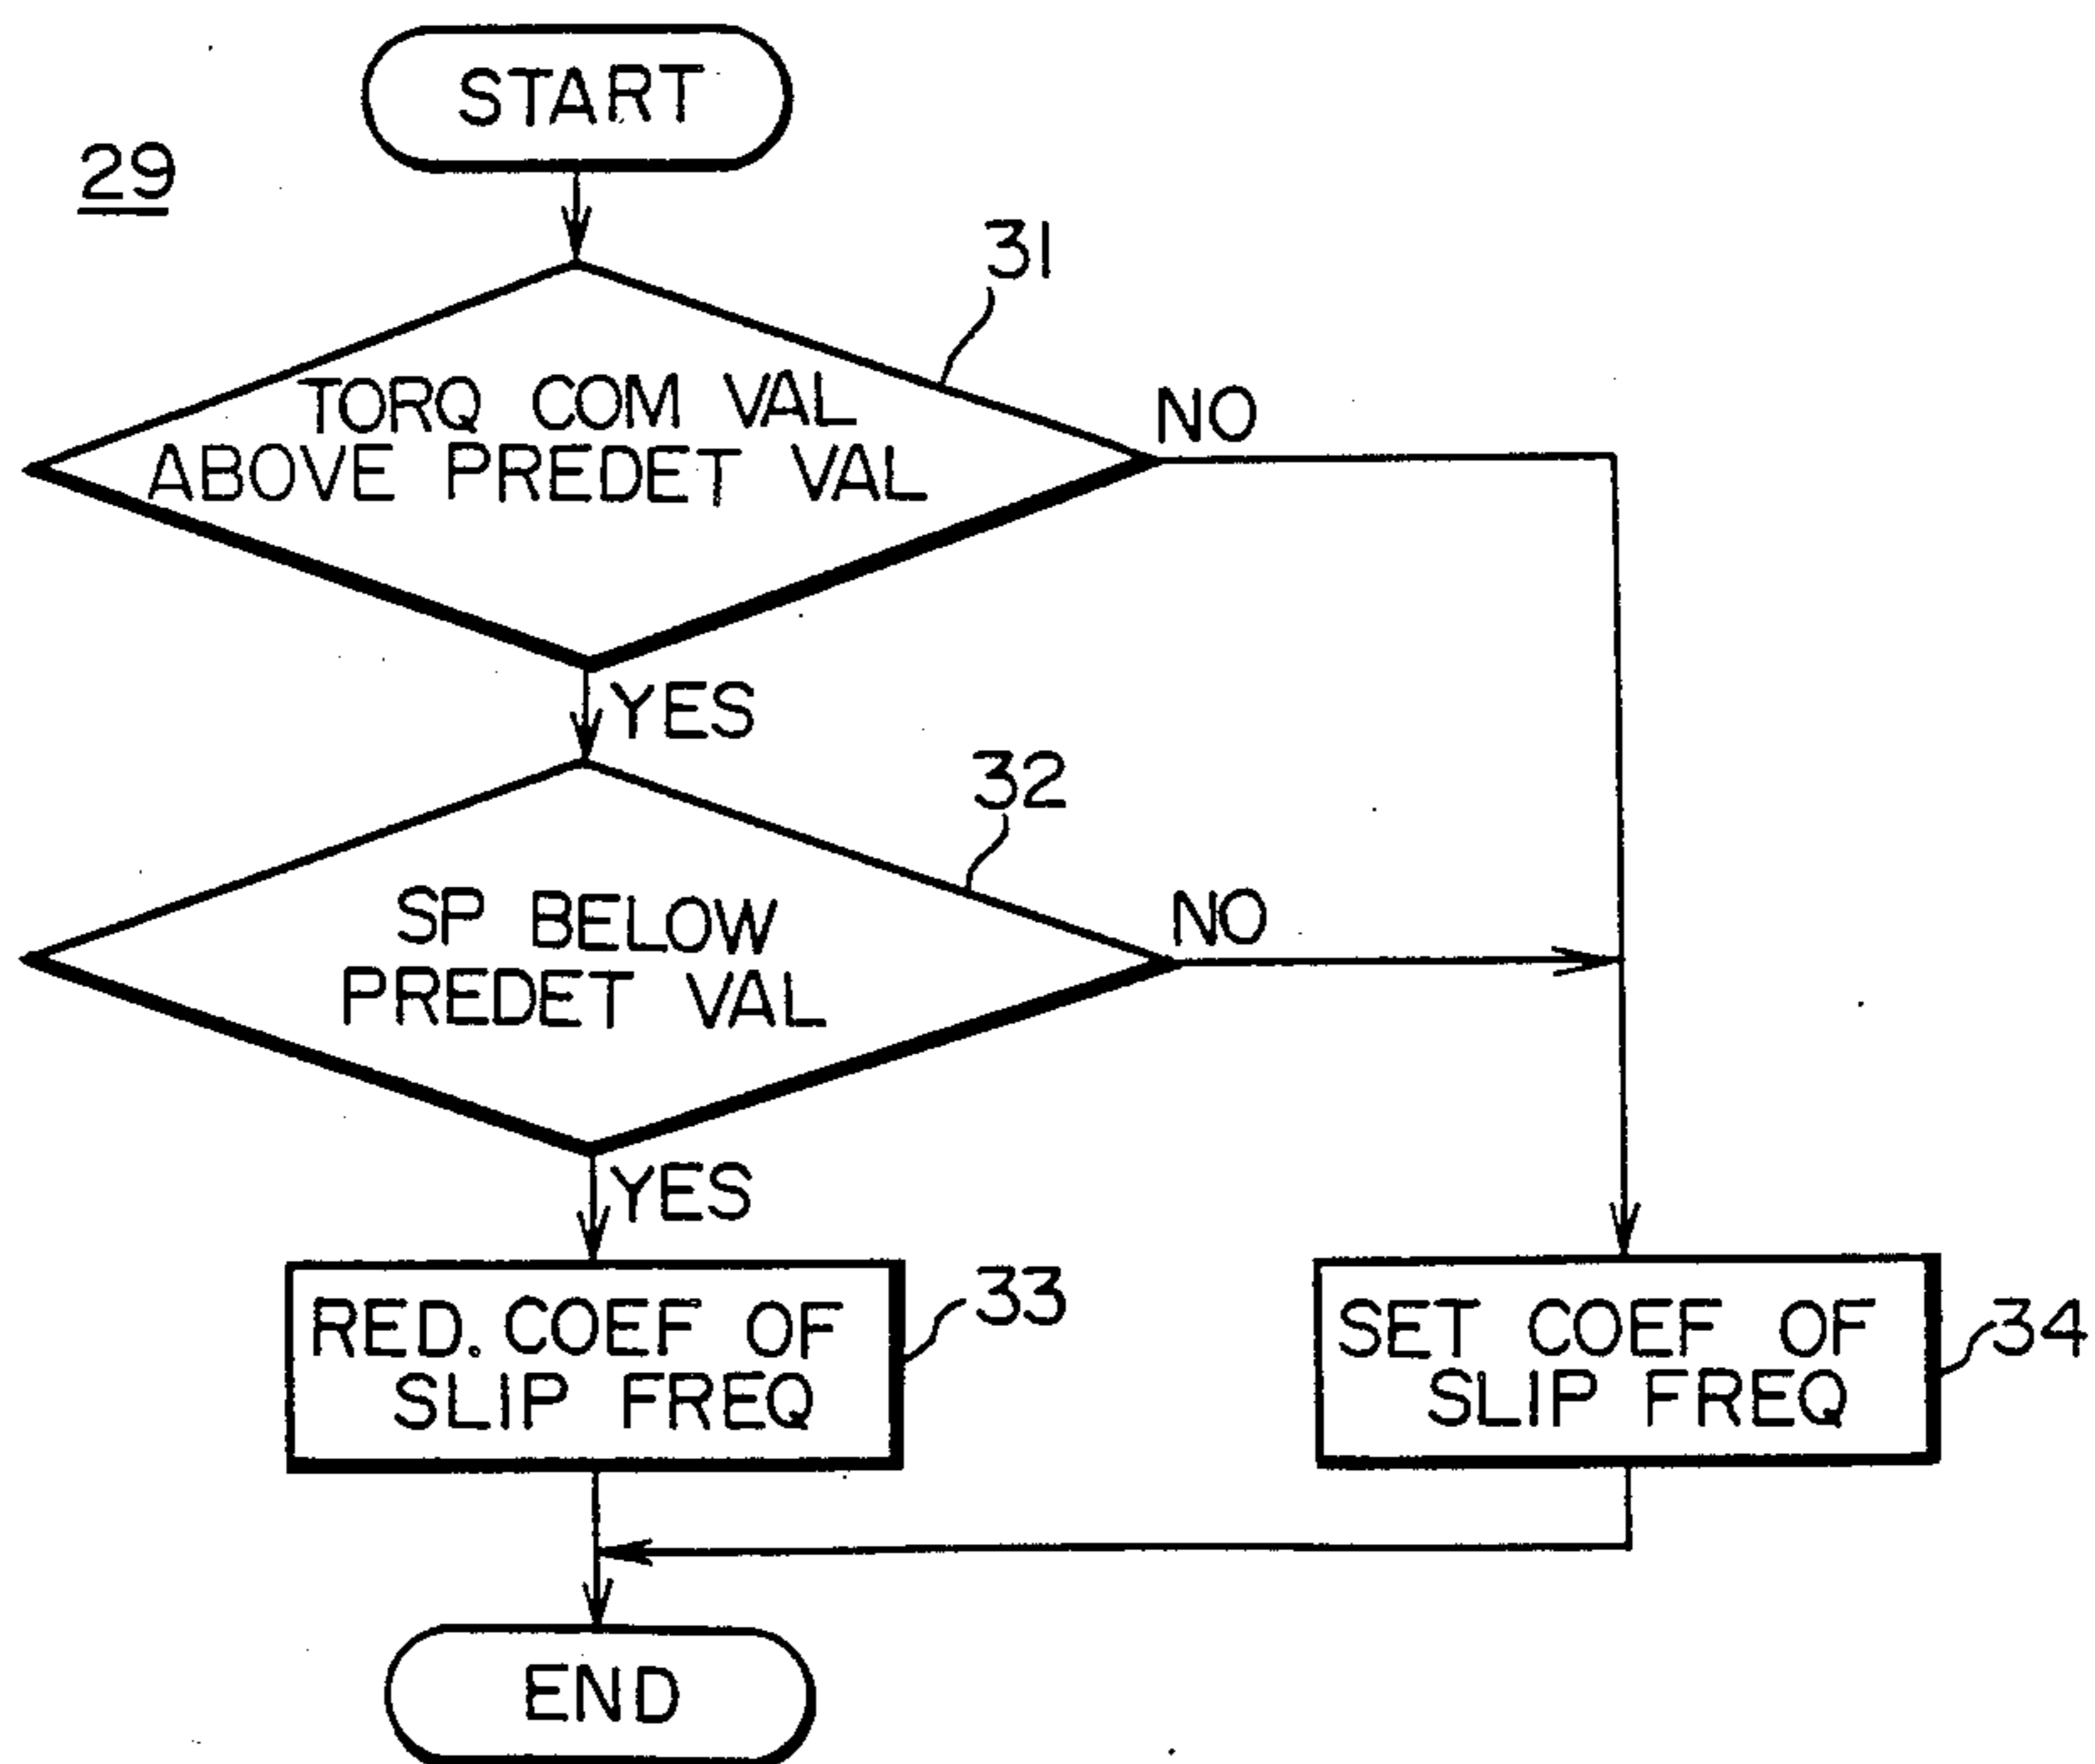 START
29
31
TORQ COM VAL
ABOVE PREDET VAL
NO
YES
32
SP BELOW
PREDET VAL
NO
YES
RED. COEF OF
SLIP FREQ
33
SET COEF OF
SLIP FREQ
34
END